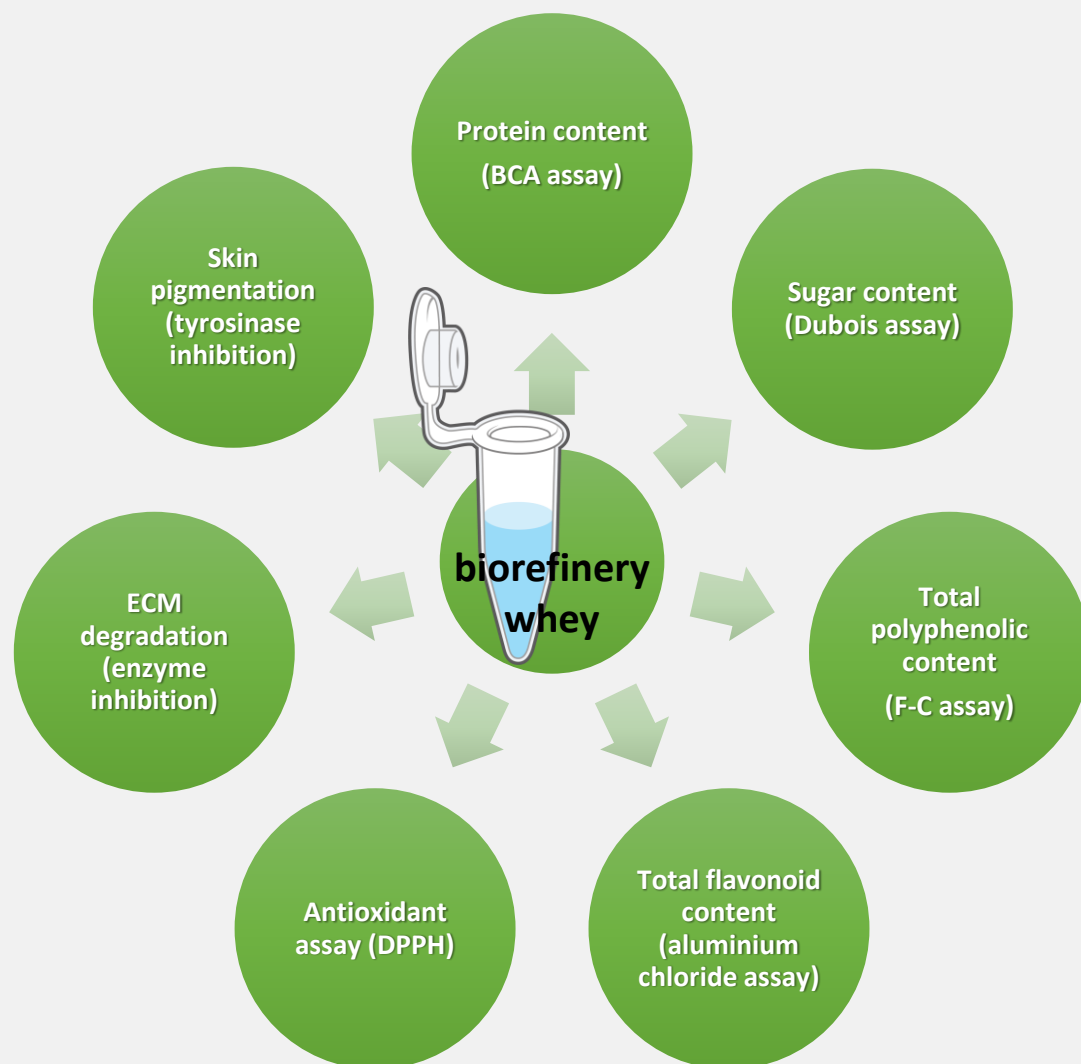 Protein content
(BCA assay)
Sugar content
(Dubois assay)
Total
polyphenolic
content
(F-C assay)
Total flavonoid
content
(aluminium
chloride assay)
Antioxidant
assay (DPPH)
ECM
degradation
(enzyme
inhibition)
Skin
pigmentation
(tyrosinase
inhibition)
biorefinery
whey